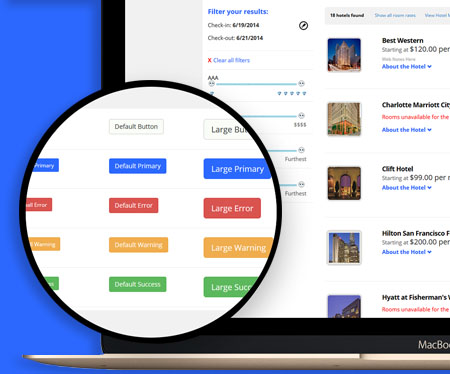 Filter your results:
Check-in: 6/19/2014
Check-out: 6/21/2014
X Clear all filters
AAA
$$$$
Furthest
Furthest
18 hotels found
Show all room rates
View Hotel
Best Western
Starting at $120.00 per
Web Notes Here
About the Hotel
Charlotte Marriott City
Rooms unavailable for the
About the Hotel
Clift Hotel
Starting at $99.00 per n
About the Hotel
Hilton San Francisco F
Starting at $200.00 per
About the Hotel
Hyatt at Fisherman's
Rooms unavailable for the
Default Button
Large But
Primary
Default Primary
Large Primary
Error
Default Error
Large Error
Warning
Default Warning
Large Warning
Default Success
Large Succ
MacBo